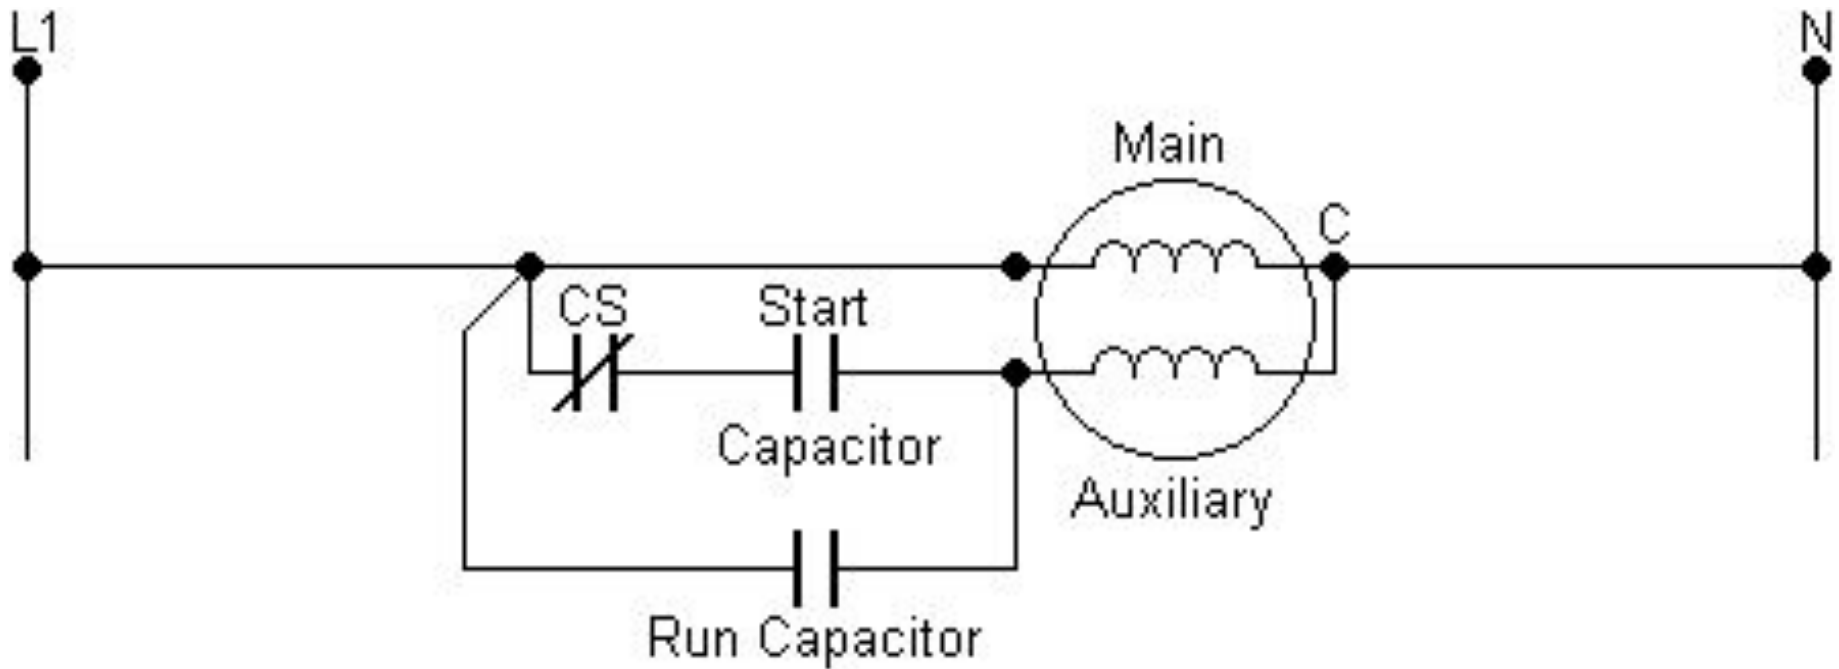 L1
N
Main
C
CS
Start
Capacitor
Auxiliary
Run Capacitor